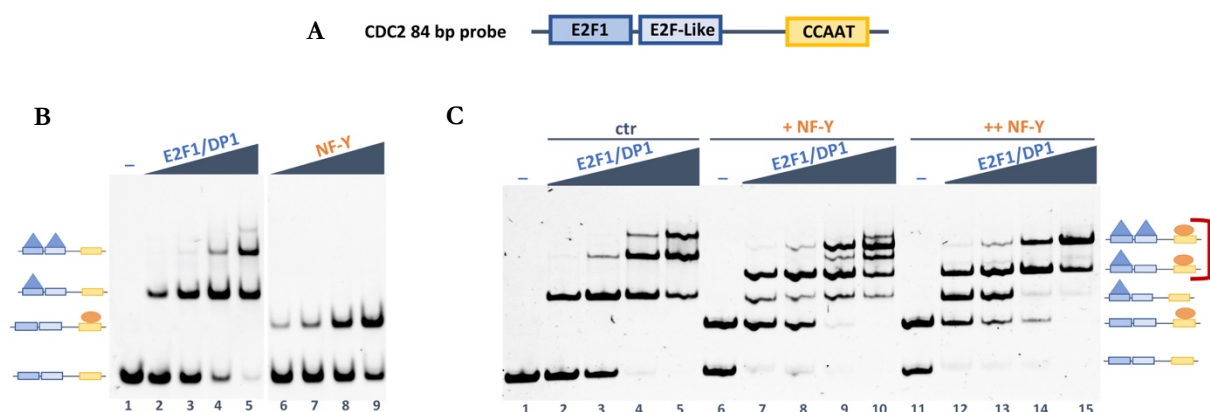 A
CDC2 84 bp probe
E2F1
E2F-Like
CCAAT
B
–
E2F1/DP1
NF-Y
1 2 3 4 5 6 7 8 9
C
ctr
+ NF-Y
++ NF-Y
– E2F1/DP1 – E2F1/DP1 – E2F1/DP1
1 2 3 4 5 6 7 8 9 10 11 12 13 14 15